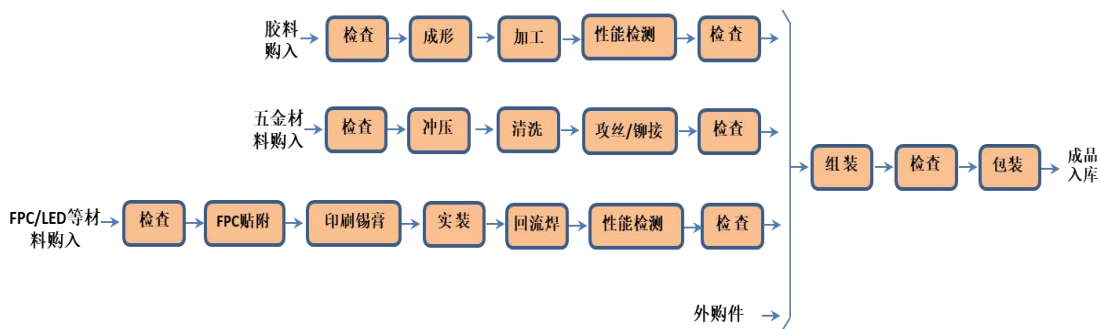 胶料
购入
检查
成形
加工
性能检测
检 查
五金材
料购入
检查
冲压
清洗
攻丝/铆接
检查
组装
检查
包装
成品
入库
FPC/LED等材
料购入
检查
FPC贴附
印刷锡膏
实装
回流焊
性能检测
检 查
外购件